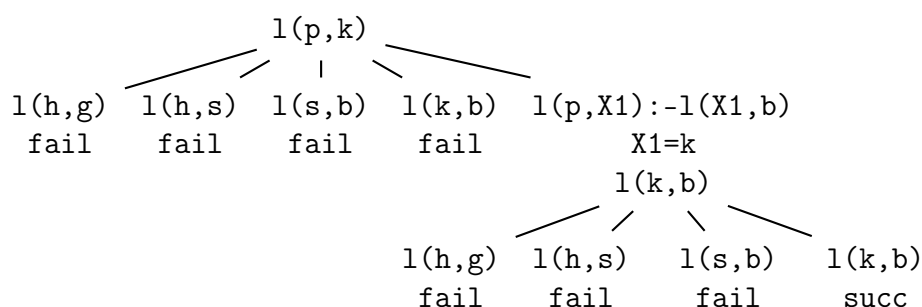 l(p,k)
l(h,g) l(h,s) l(s,b) l(k,b) l(p,X1):-l(X1,b)
fail fail fail fail X1=k
l(k,b)
l(h,g) l(h,s) l(s,b) l(k,b)
fail fail fail succ